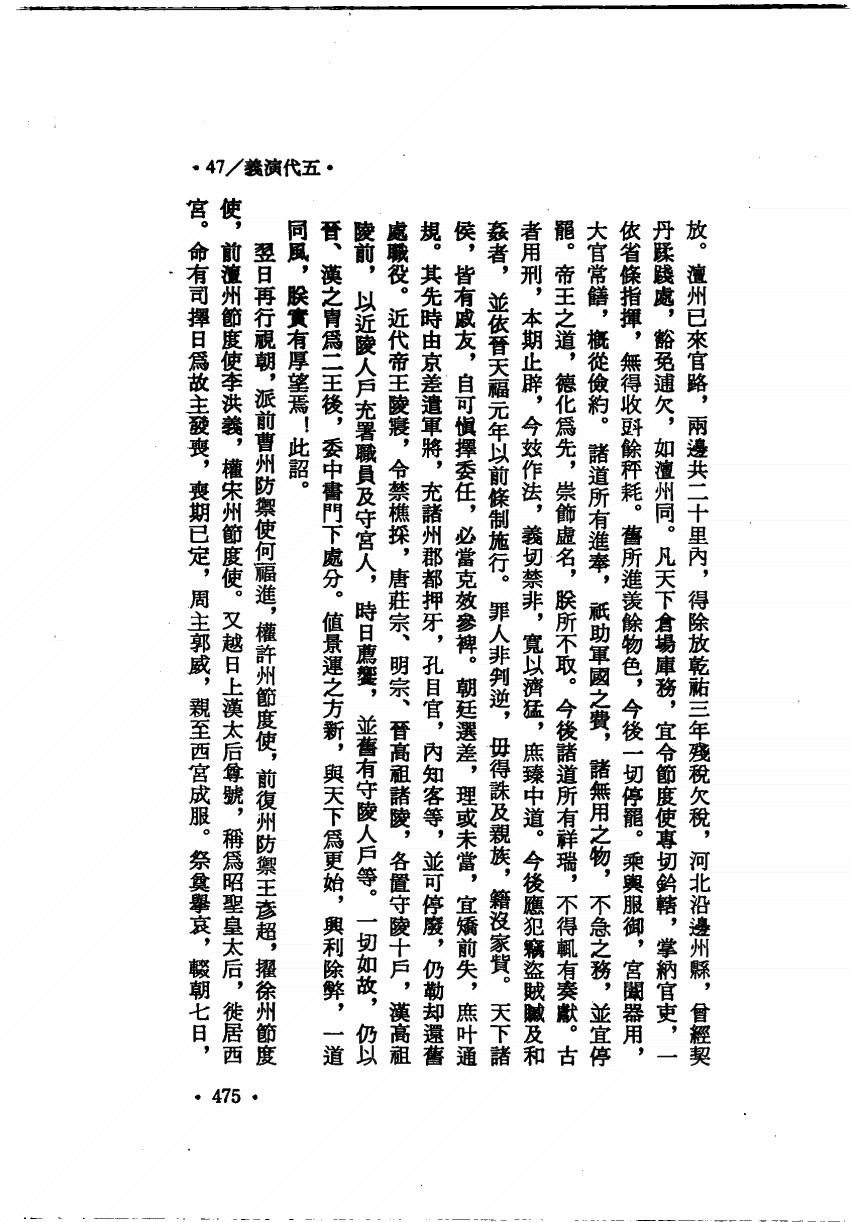 ·47/義演代五·
放。澶州已來官路，兩邊共二十里內，得除放乾祐三年殘稅欠稅，河北沿邊州縣，曾經契
丹蹂踐處，豁免逋欠，如澶州同。凡天下倉場庫務，宜令節度使專切鈐轄，掌納官吏，一
依省條指揮，無得收斗餘秤耗。舊所進羨餘物色，今後一切停罷。乘輿服御，宮闈器用，
大官常饍，概從儉約。諸道所有進奉，祇助軍國之費，諸無用之物，不急之務，並宜停
罷。帝王之道，德化爲先，崇飾虛名，朕所不取。今後諸道所有祥瑞，不得輒有奏獻。古
者用刑，本期止辟，今茲作法，義切禁非，寬以濟猛，庶臻中道。今後應犯竊盜賊贓及和
姦者，並依晉天福元年以前條制施行。罪人非判逆，毋得誅及親族，籍沒家貲。天下諸
侯，皆有戚友，自可慎擇委任，必當克效參裨。朝廷選差，理或未當，宜矯前失，庶叶通
規。其先時由京差遣軍將，充諸州郡都押牙，孔目官，內知客等，並可停廢，仍勒却還舊
處職役。近代帝王陵寢，令禁樵採，唐莊宗、明宗、晉高祖諸陵，各置守陵十戶，漢高祖
陵前，以近陵人戶充署職員及守宮人，時日薦饗，並舊有守陵人戶等。一切如故，仍以
晉、漢之冑爲二王後，委中書門下處分。値景運之方新，與天下爲更始，興利除弊，一道
同風，朕實有厚望焉！此詔。
翌日再行視朝，派前曹州防禦使何福進，權許州節度使，前復州防禦王彥超，擢徐州節度
使，前澶州節度使李洪義，權宋州節度使。又越日上漢太后尊號，稱爲昭聖皇太后，徙居西
宮。命有司擇日爲故主發喪，喪期已定，周主郭威，親至西宮成服。祭奠舉哀，輟朝七日，
·475·